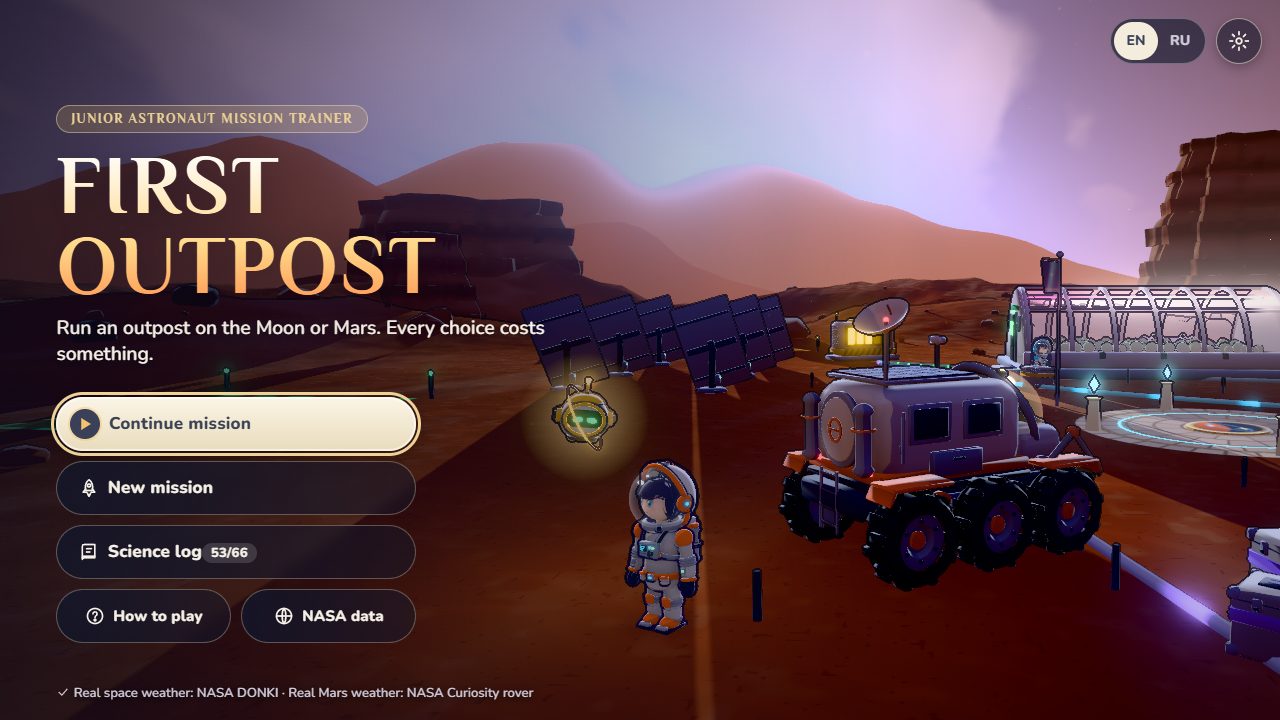 EN RU
JUNIOR ASTRONAUT MISSION TRAINER
FIRST
OUTPOST
Run an outpost on the Moon or Mars. Every choice costs
something.
Continue mission
New mission
Science log 53/66
How to play NASA data
Real space weather: NASA DONKI · Real Mars weather: NASA Curiosity rover